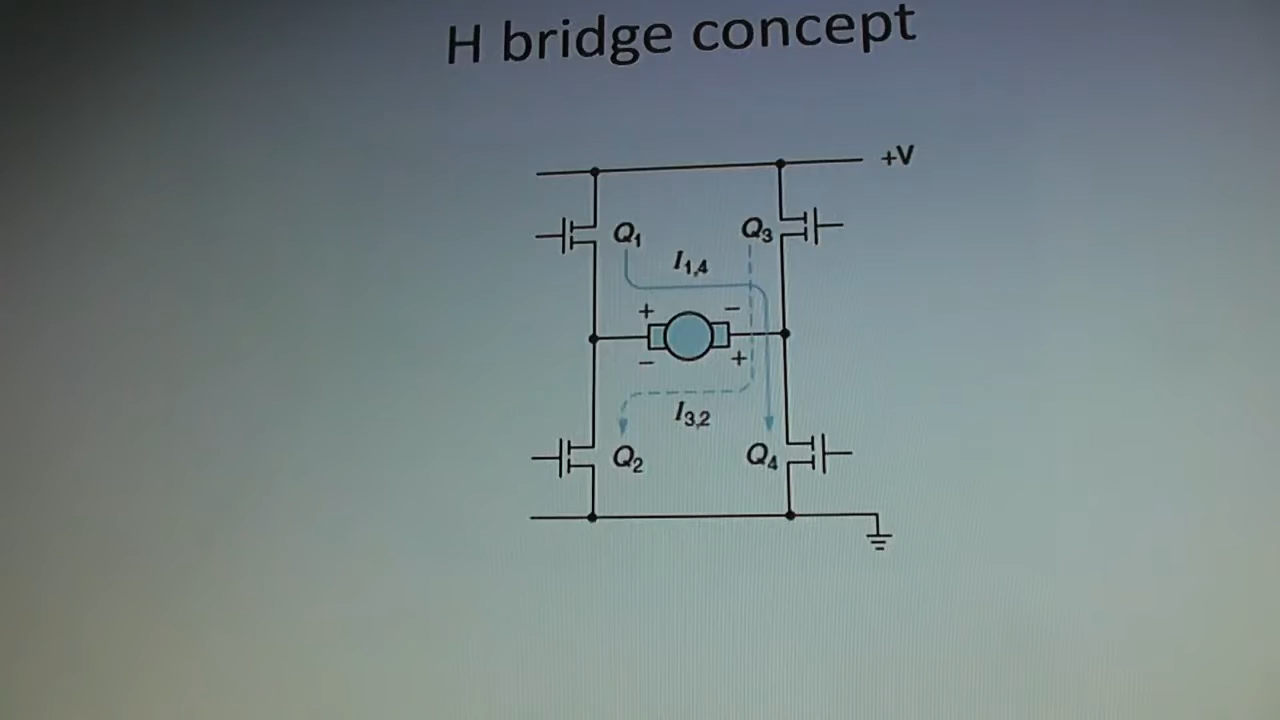 H bridge concept
+V
Q1 Q3
I1,4
+ −
− +
I3,2
Q2 Q4